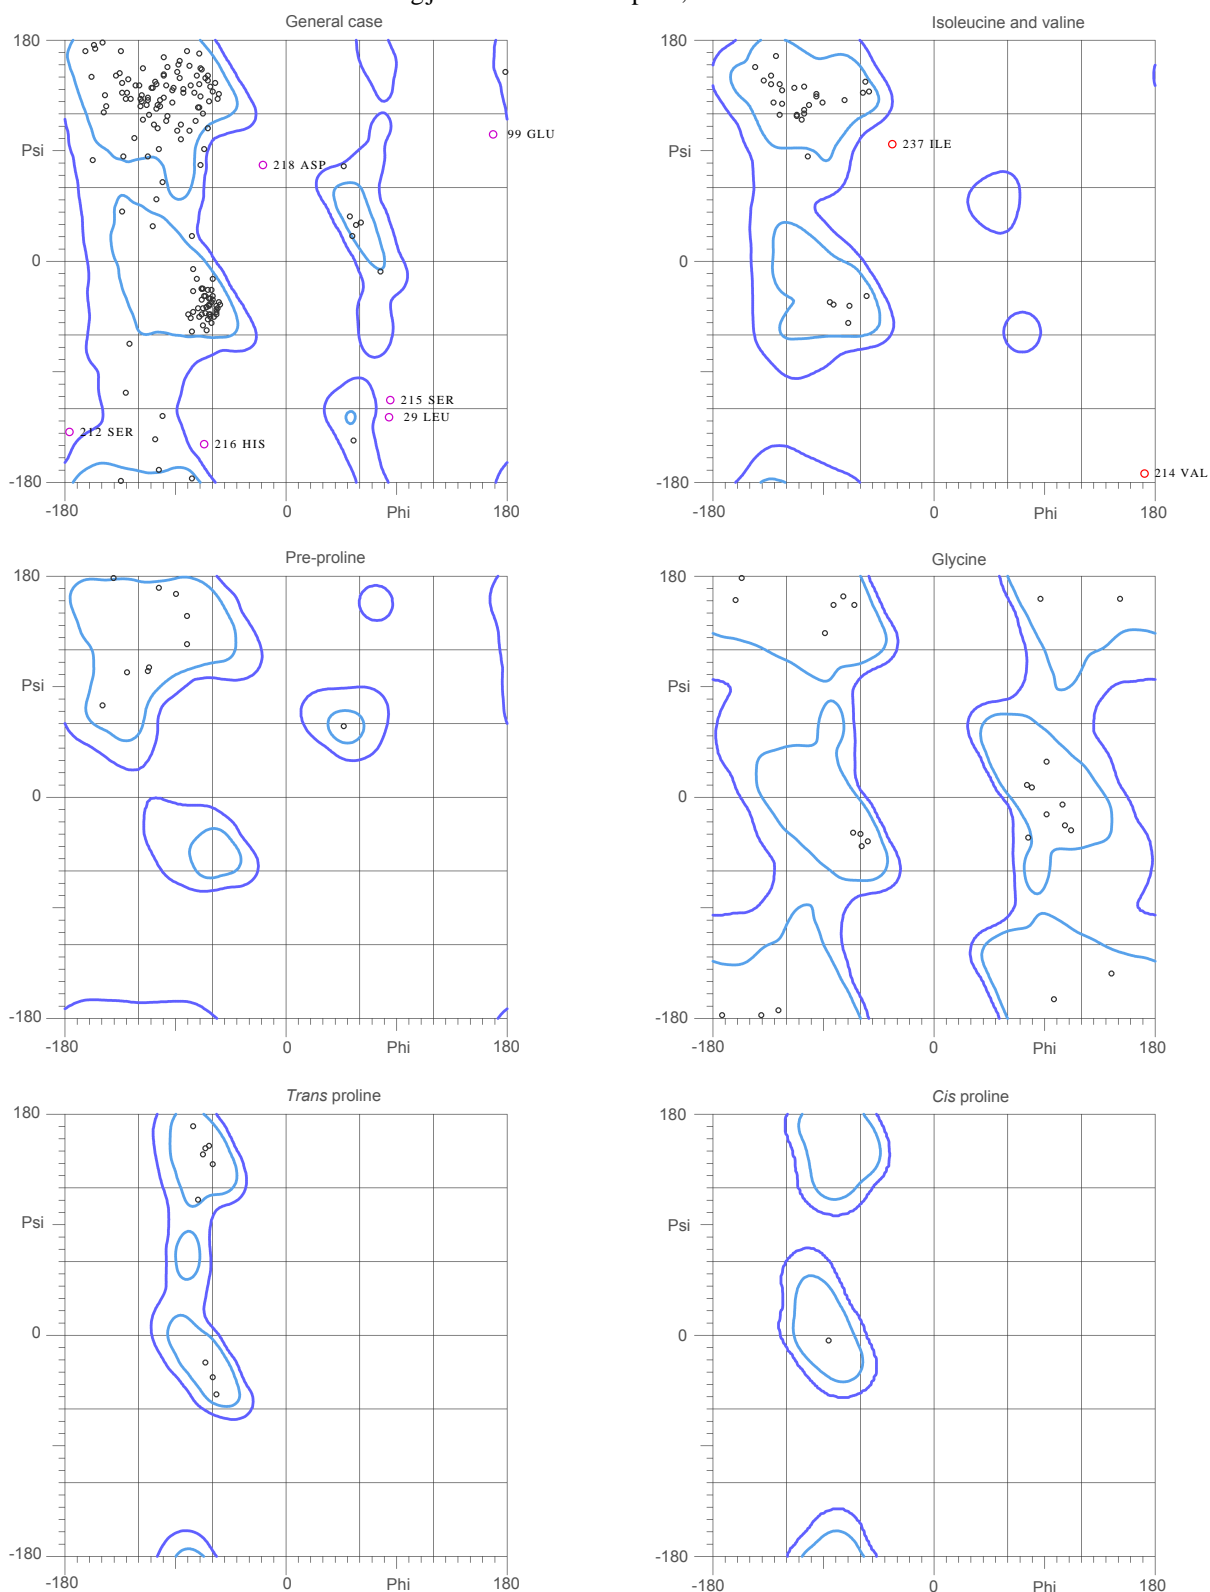 General case
180
Psi
0
-180
-180
0
Phi
180
99 GLU
218 ASP
215 SER
29 LEU
212 SER
216 HIS
Isoleucine and valine
180
Psi
0
-180
-180
0
Phi
180
237 ILE
214 VAL
Pre-proline
180
Psi
0
-180
-180
0
Phi
180
Glycine
180
Psi
0
-180
-180
0
Phi
180
Trans proline
180
Psi
0
-180
-180
0
Phi
180
Cis proline
180
Psi
0
-180
-180
0
Phi
180